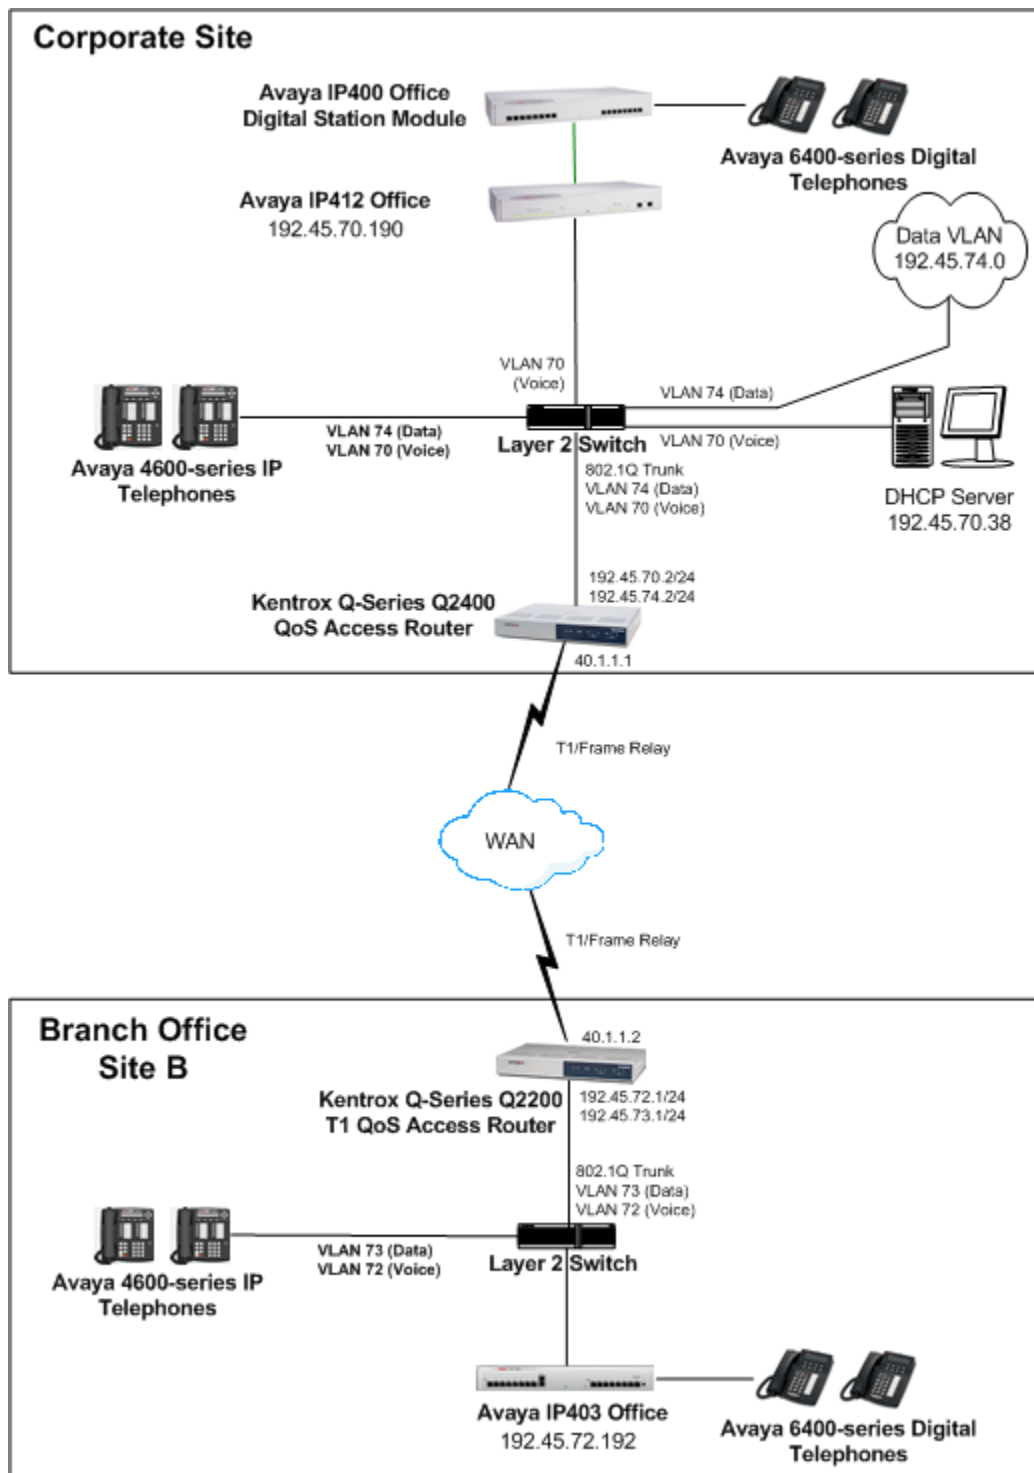 Corporate Site
Avaya IP400 Office
Digital Station Module
Avaya 6400-series Digital
Telephones
Avaya IP412 Office
192.45.70.190
Data VLAN
192.45.74.0
VLAN 70
(Voice)
VLAN 74 (Data)
VLAN 74 (Data)
VLAN 70 (Voice)
Layer 2 Switch
VLAN 70 (Voice)
Avaya 4600-series IP
Telephones
802.1Q Trunk
VLAN 74 (Data)
VLAN 70 (Voice)
DHCP Server
192.45.70.38
192.45.70.2/24
192.45.74.2/24
Kentrox Q-Series Q2400
QoS Access Router
40.1.1.1
T1/Frame Relay
WAN
T1/Frame Relay
Branch Office
Site B
40.1.1.2
Kentrox Q-Series Q2200
T1 QoS Access Router
192.45.72.1/24
192.45.73.1/24
802.1Q Trunk
VLAN 73 (Data)
VLAN 72 (Voice)
VLAN 73 (Data)
VLAN 72 (Voice)
Layer 2 Switch
Avaya 4600-series IP
Telephones
Avaya IP403 Office
192.45.72.192
Avaya 6400-series Digital
Telephones